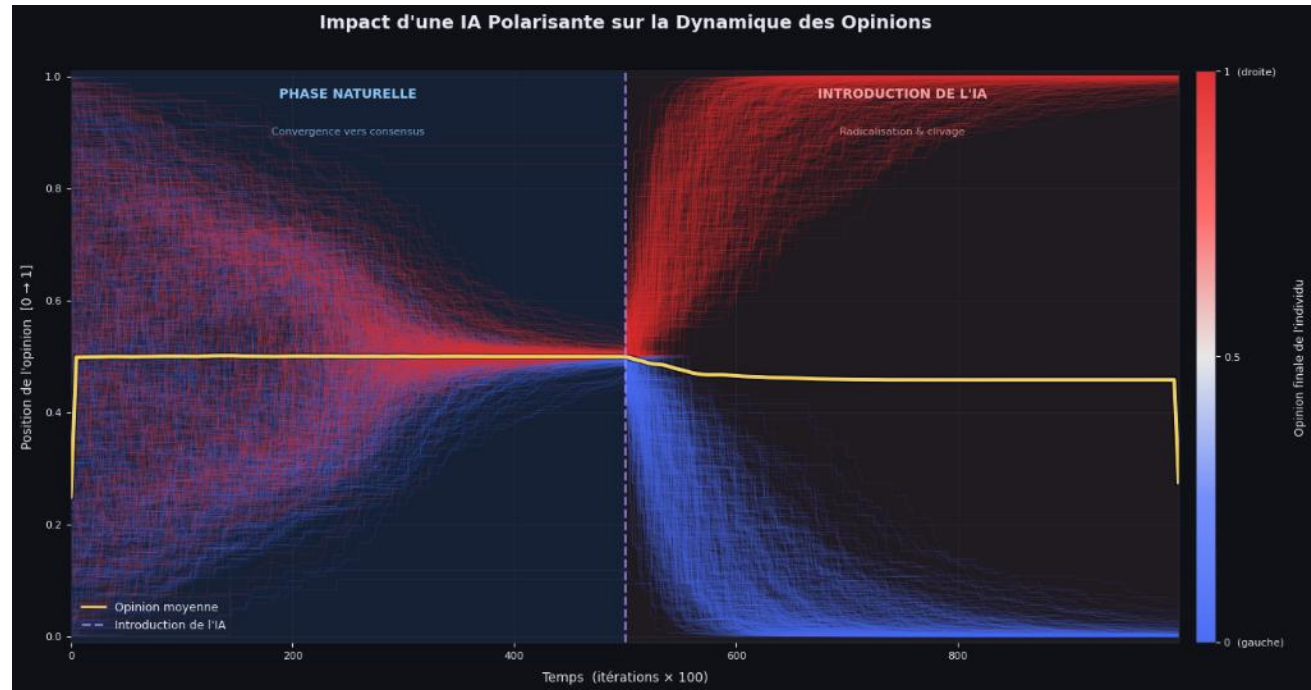 Impact d'une IA Polarisante sur la Dynamique des Opinions
PHASE NATURELLE
Convergence vers consensus
INTRODUCTION DE L'IA
Radicalisation & clivage
Position de l'opinion [0 → 1]
1.0
0.8
0.6
0.4
0.2
0.0
Opinion moyenne
Introduction de l'IA
0
200
400
600
800
Temps (itérations × 100)
1 (droite)
0.5
0 (gauche)
Opinion finale de l'individu